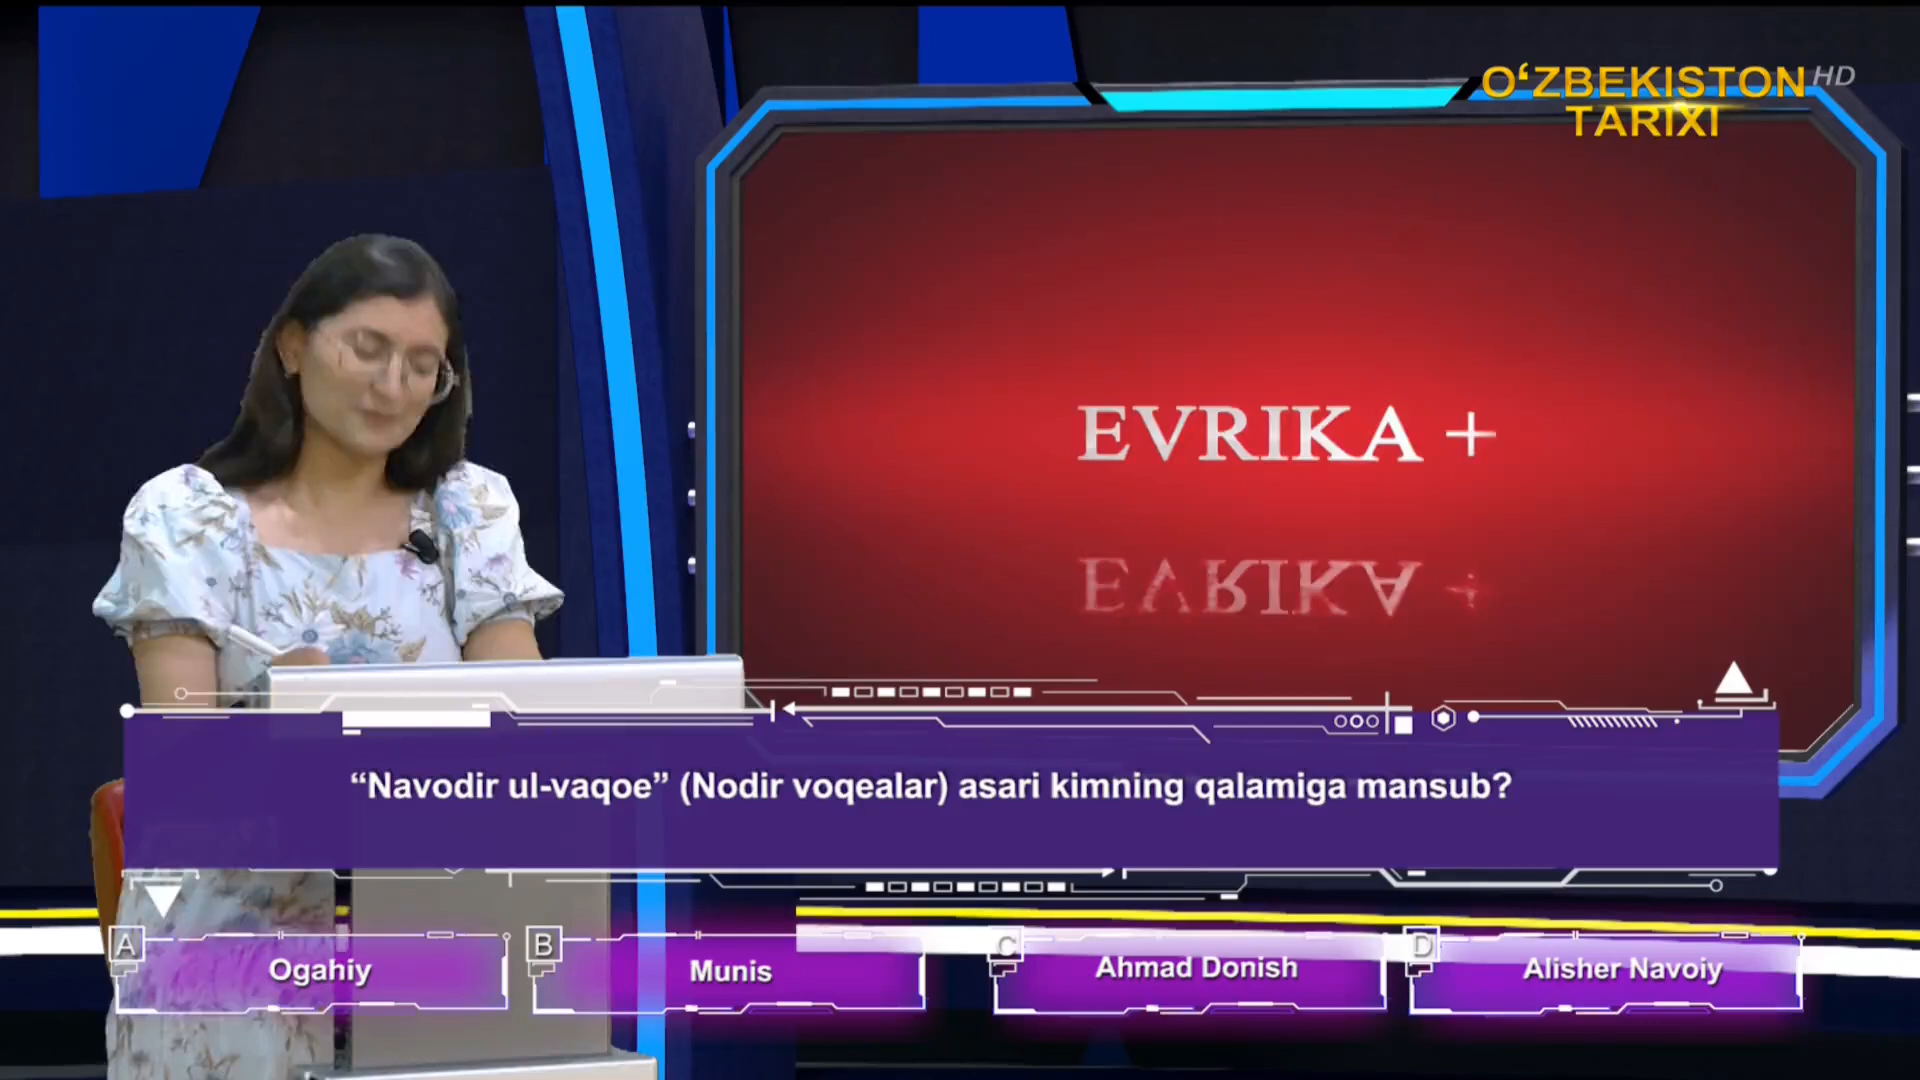 O‘ZBEKISTON HD
TARIXI
EVRIKA +
“Navodir ul-vaqoe” (Nodir voqealar) asari kimning qalamiga mansub?
A Ogahiy
B Munis
C Ahmad Donish
D Alisher Navoiy